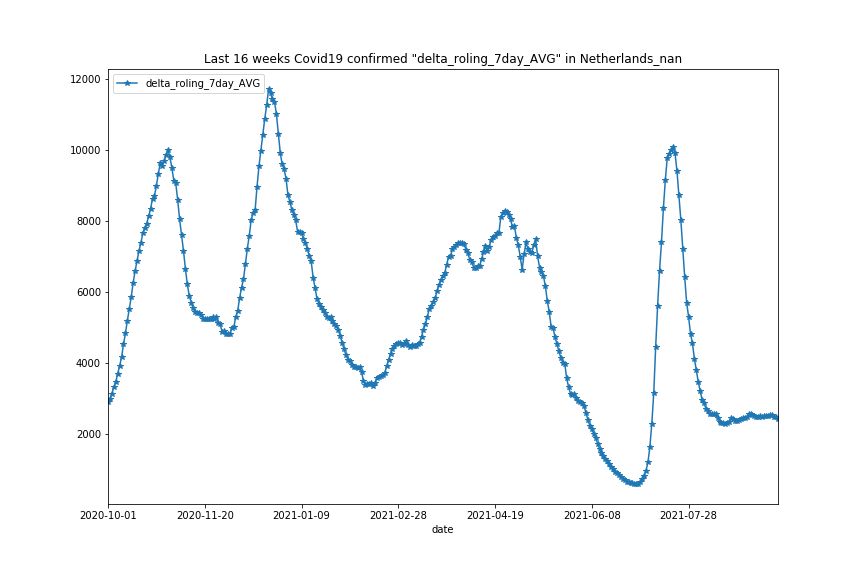 Last 16 weeks Covid19 confirmed "delta_roling_7day_AVG" in Netherlands_nan
delta_roling_7day_AVG
12000
10000
8000
6000
4000
2000
2020-10-01 2020-11-20 2021-01-09 2021-02-28 2021-04-19 2021-06-08 2021-07-28
date